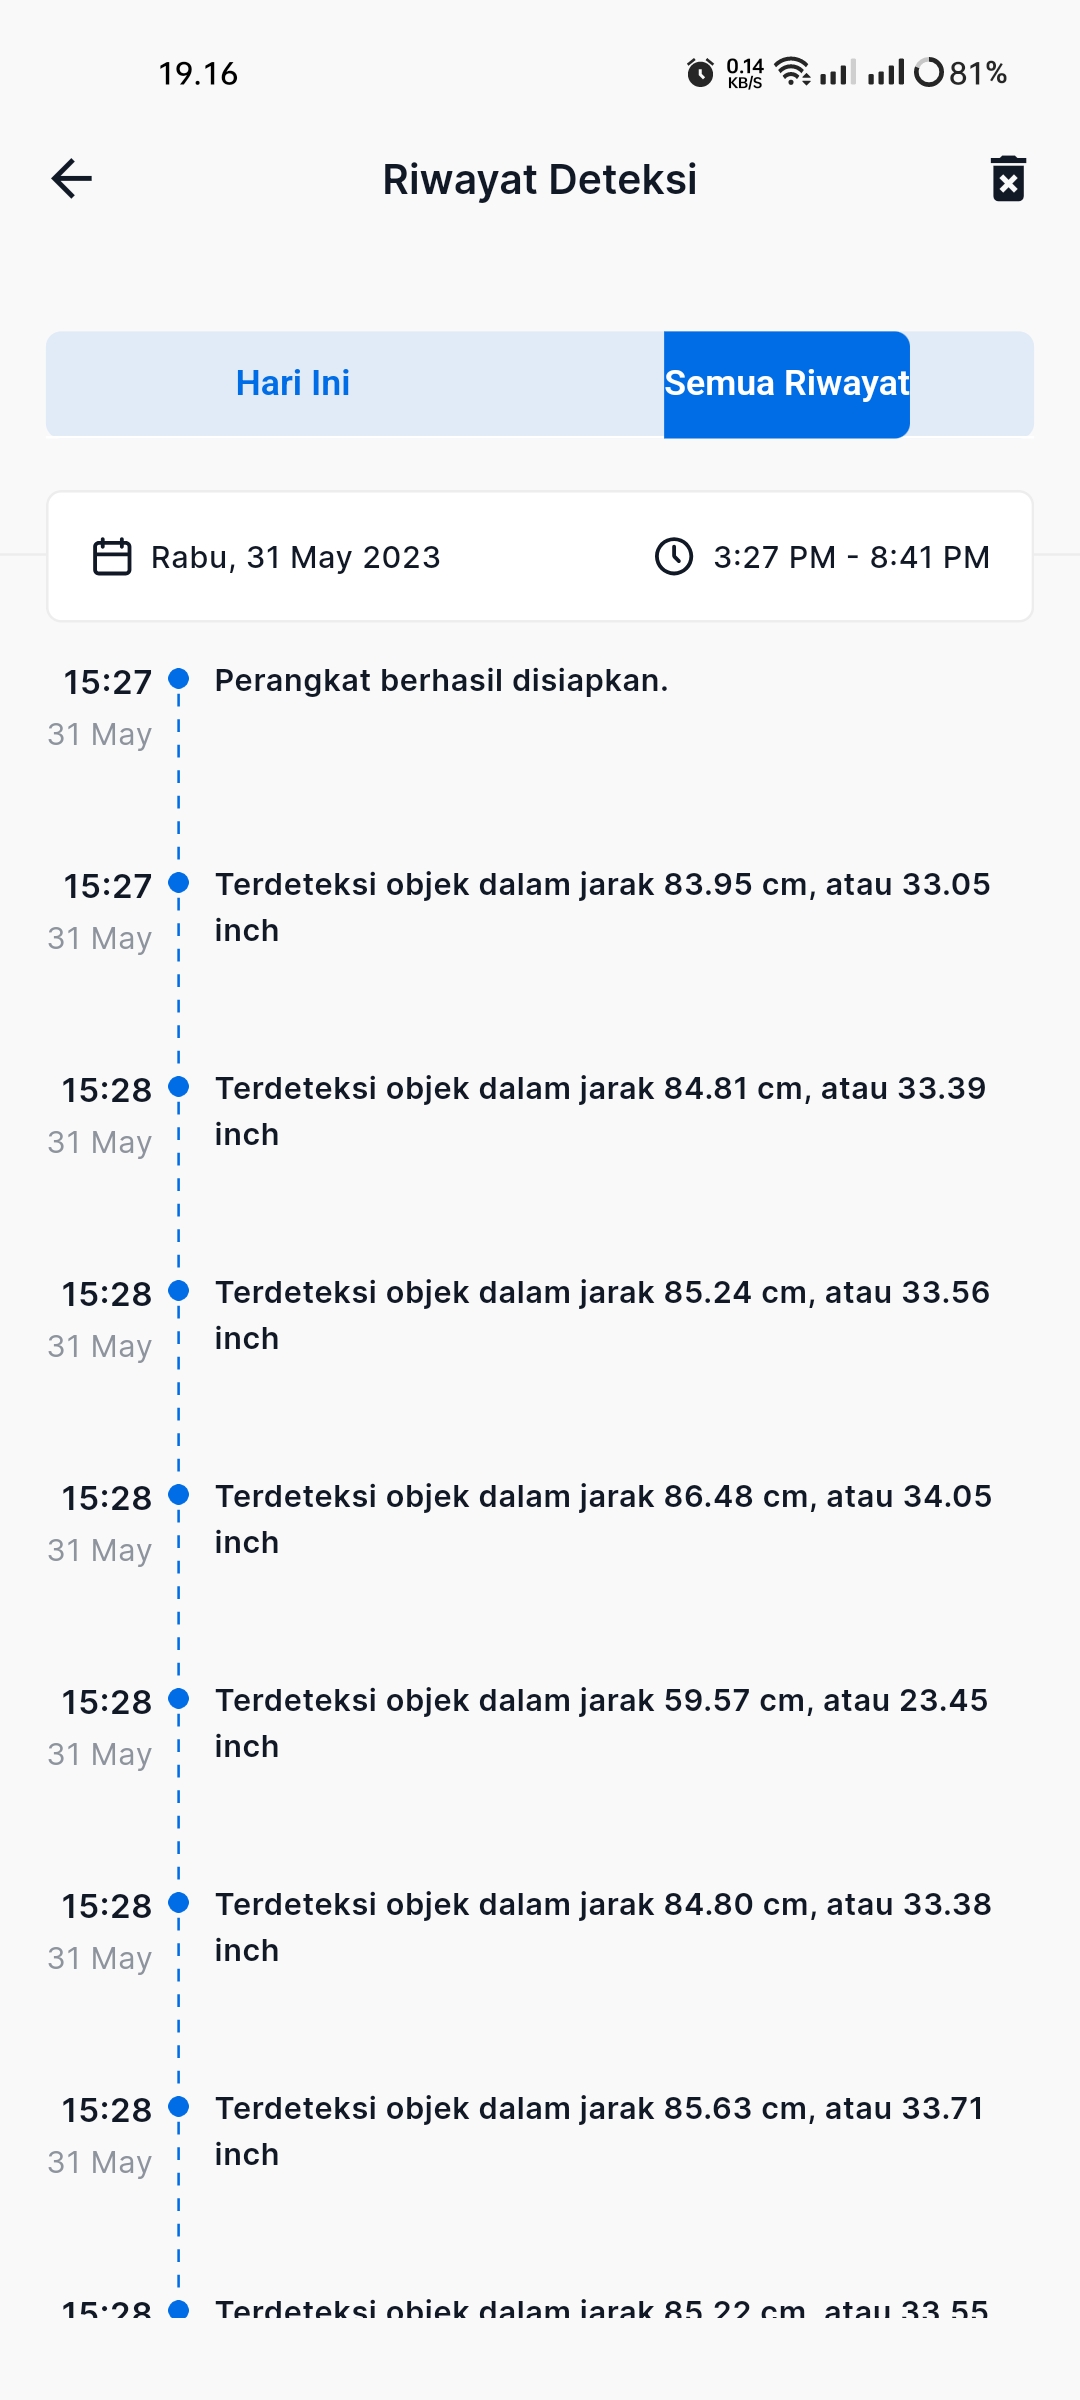 19.16
0.14
KB/S
81%
Riwayat Deteksi
Hari Ini
Semua Riwayat
Rabu, 31 May 2023
3:27 PM - 8:41 PM
15:27
Perangkat berhasil disiapkan.
31 May
15:27
Terdeteksi objek dalam jarak 83.95 cm, atau 33.05
inch
31 May
15:28
Terdeteksi objek dalam jarak 84.81 cm, atau 33.39
inch
31 May
15:28
Terdeteksi objek dalam jarak 85.24 cm, atau 33.56
inch
31 May
15:28
Terdeteksi objek dalam jarak 86.48 cm, atau 34.05
inch
31 May
15:28
Terdeteksi objek dalam jarak 59.57 cm, atau 23.45
inch
31 May
15:28
Terdeteksi objek dalam jarak 84.80 cm, atau 33.38
inch
31 May
15:28
Terdeteksi objek dalam jarak 85.63 cm, atau 33.71
inch
31 May
15:28
Terdeteksi objek dalam jarak 85.22 cm, atau 33.55